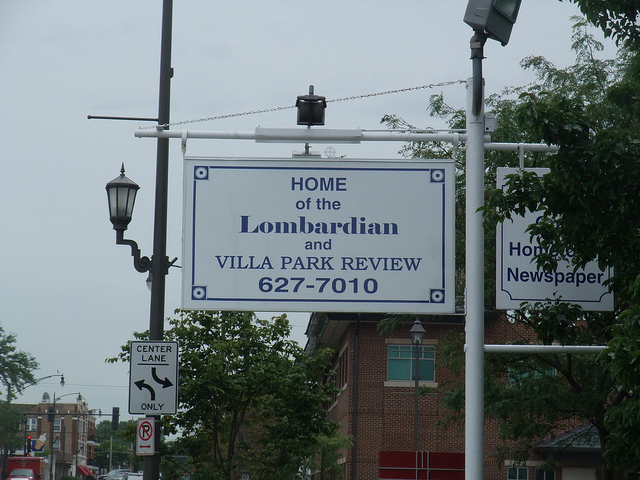 HOME
of the
Lombardian
and
VILLA PARK REVIEW
627-7010
Newspaper
CENTER
LANE
ONLY
P